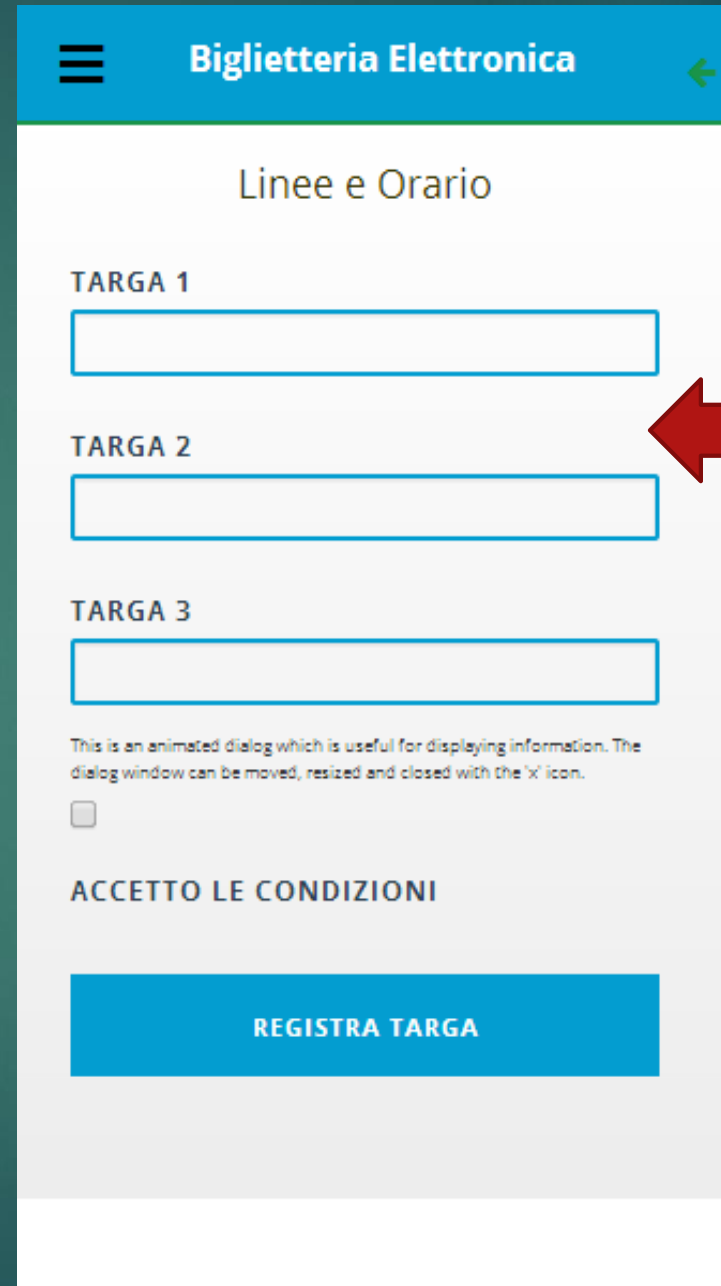 Biglietteria Elettronica
Linee e Orario
TARGA 1
TARGA 2
TARGA 3
This is an animated dialog which is useful for displaying information. The
dialog window can be moved, resized and closed with the 'x' icon.
ACCETTO LE CONDIZIONI
REGISTRA TARGA